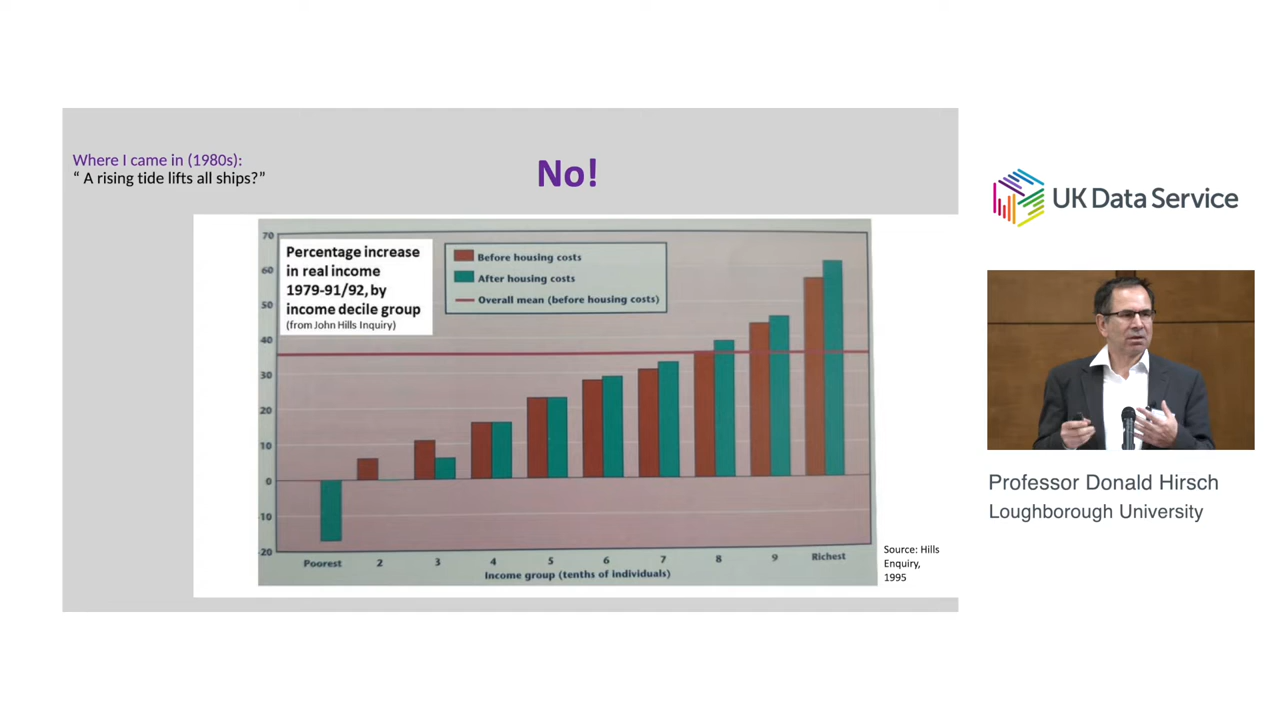 Where I came in (1980s):
“ A rising tide lifts all ships?”
No!
Percentage increase
in real income
1979-91/92, by
income decile group
(from John Hills Inquiry)
Before housing costs
After housing costs
Overall mean (before housing costs)
70
60
50
40
30
20
10
0
-10
-20
Poorest 2 3 4 5 6 7 8 9 Richest
Income group (tenths of individuals)
Source: Hills
Enquiry,
1995
UK Data Service
Professor Donald Hirsch
Loughborough University